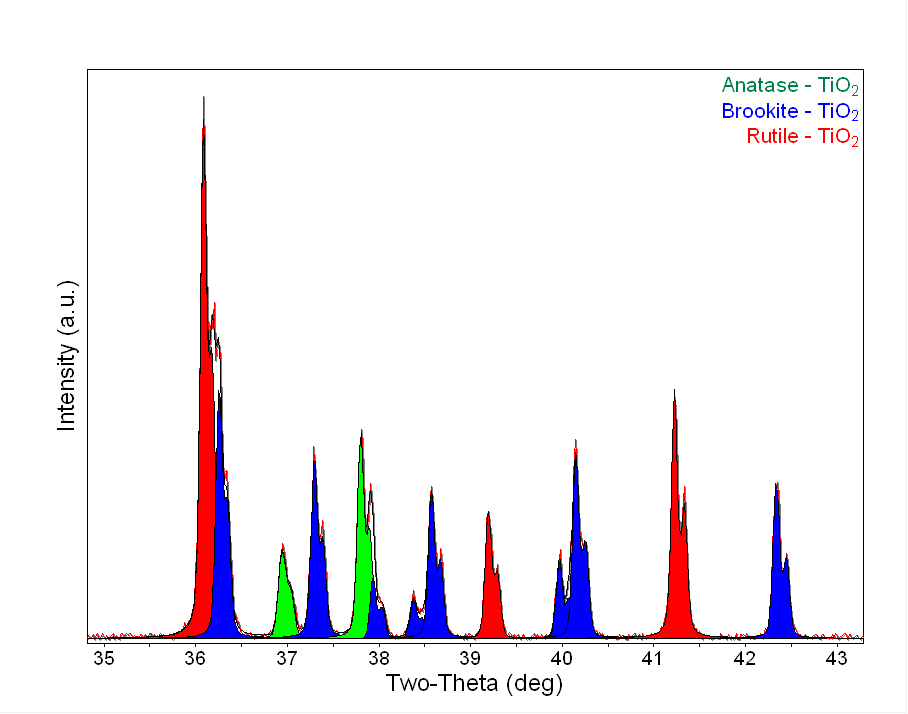 Anatase - TiO₂
Brookite - TiO₂
Rutile - TiO₂
Intensity (a.u.)
35 36 37 38 39 40 41 42 43
Two-Theta (deg)